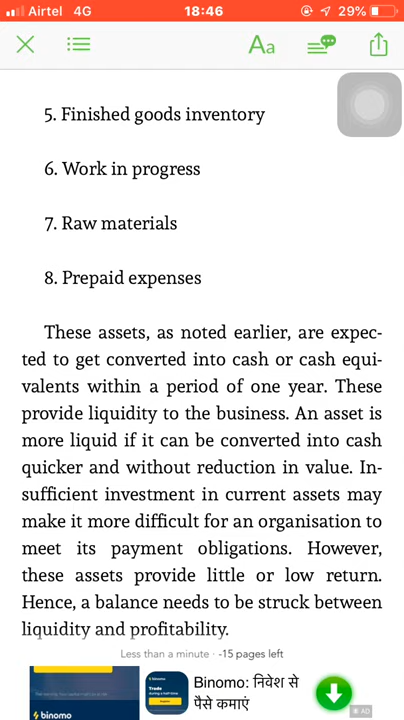 Airtel 4G 18:46 29%
Aa
5. Finished goods inventory
6. Work in progress
7. Raw materials
8. Prepaid expenses
These assets, as noted earlier, are expec-
ted to get converted into cash or cash equi-
valents within a period of one year. These
provide liquidity to the business. An asset is
more liquid if it can be converted into cash
quicker and without reduction in value. In-
sufficient investment in current assets may
make it more difficult for an organisation to
meet its payment obligations. However,
these assets provide little or low return.
Hence, a balance needs to be struck between
liquidity and profitability.
Less than a minute · -15 pages left
binomo
binomo
Trade
Binomo: निवेश से
पैसे कमाएं
AD